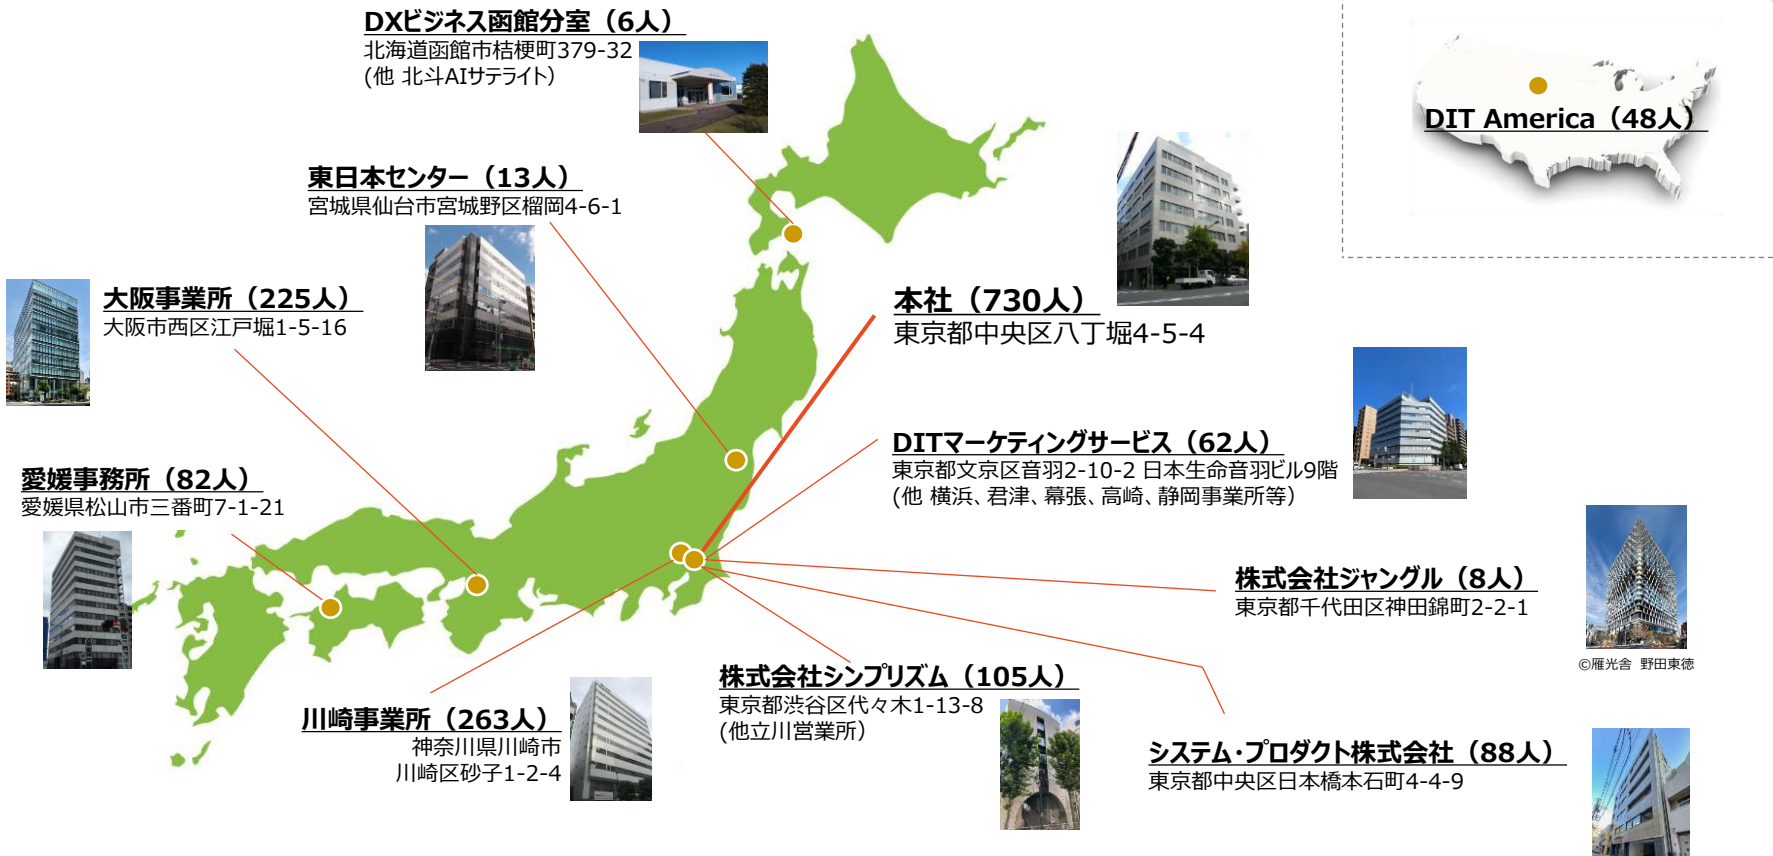 DXビジネス函館分室（6人）
北海道函館市桔梗町379-32
(他 北斗AIサテライト）
DIT America（48人）
東日本センター（13人）
宮城県仙台市宮城野区榴岡4-6-1
大阪事業所（225人）
大阪市西区江戸堀1-5-16
本社（730人）
東京都中央区八丁堀4-5-4
DITマーケティングサービス（62人）
東京都文京区音羽2-10-2 日本生命音羽ビル9階
(他 横浜、君津、幕張、高崎、静岡事業所等）
愛媛事務所（82人）
愛媛県松山市三番町7-1-21
株式会社ジャングル（8人）
東京都千代田区神田錦町2-2-1
©雁光舎 野田東徳
株式会社シンプリズム（105人）
東京都渋谷区代々木1-13-8
(他立川営業所）
川崎事業所（263人）
神奈川県川崎市
川崎区砂子1-2-4
システム・プロダクト株式会社（88人）
東京都中央区日本橋本石町4-4-9